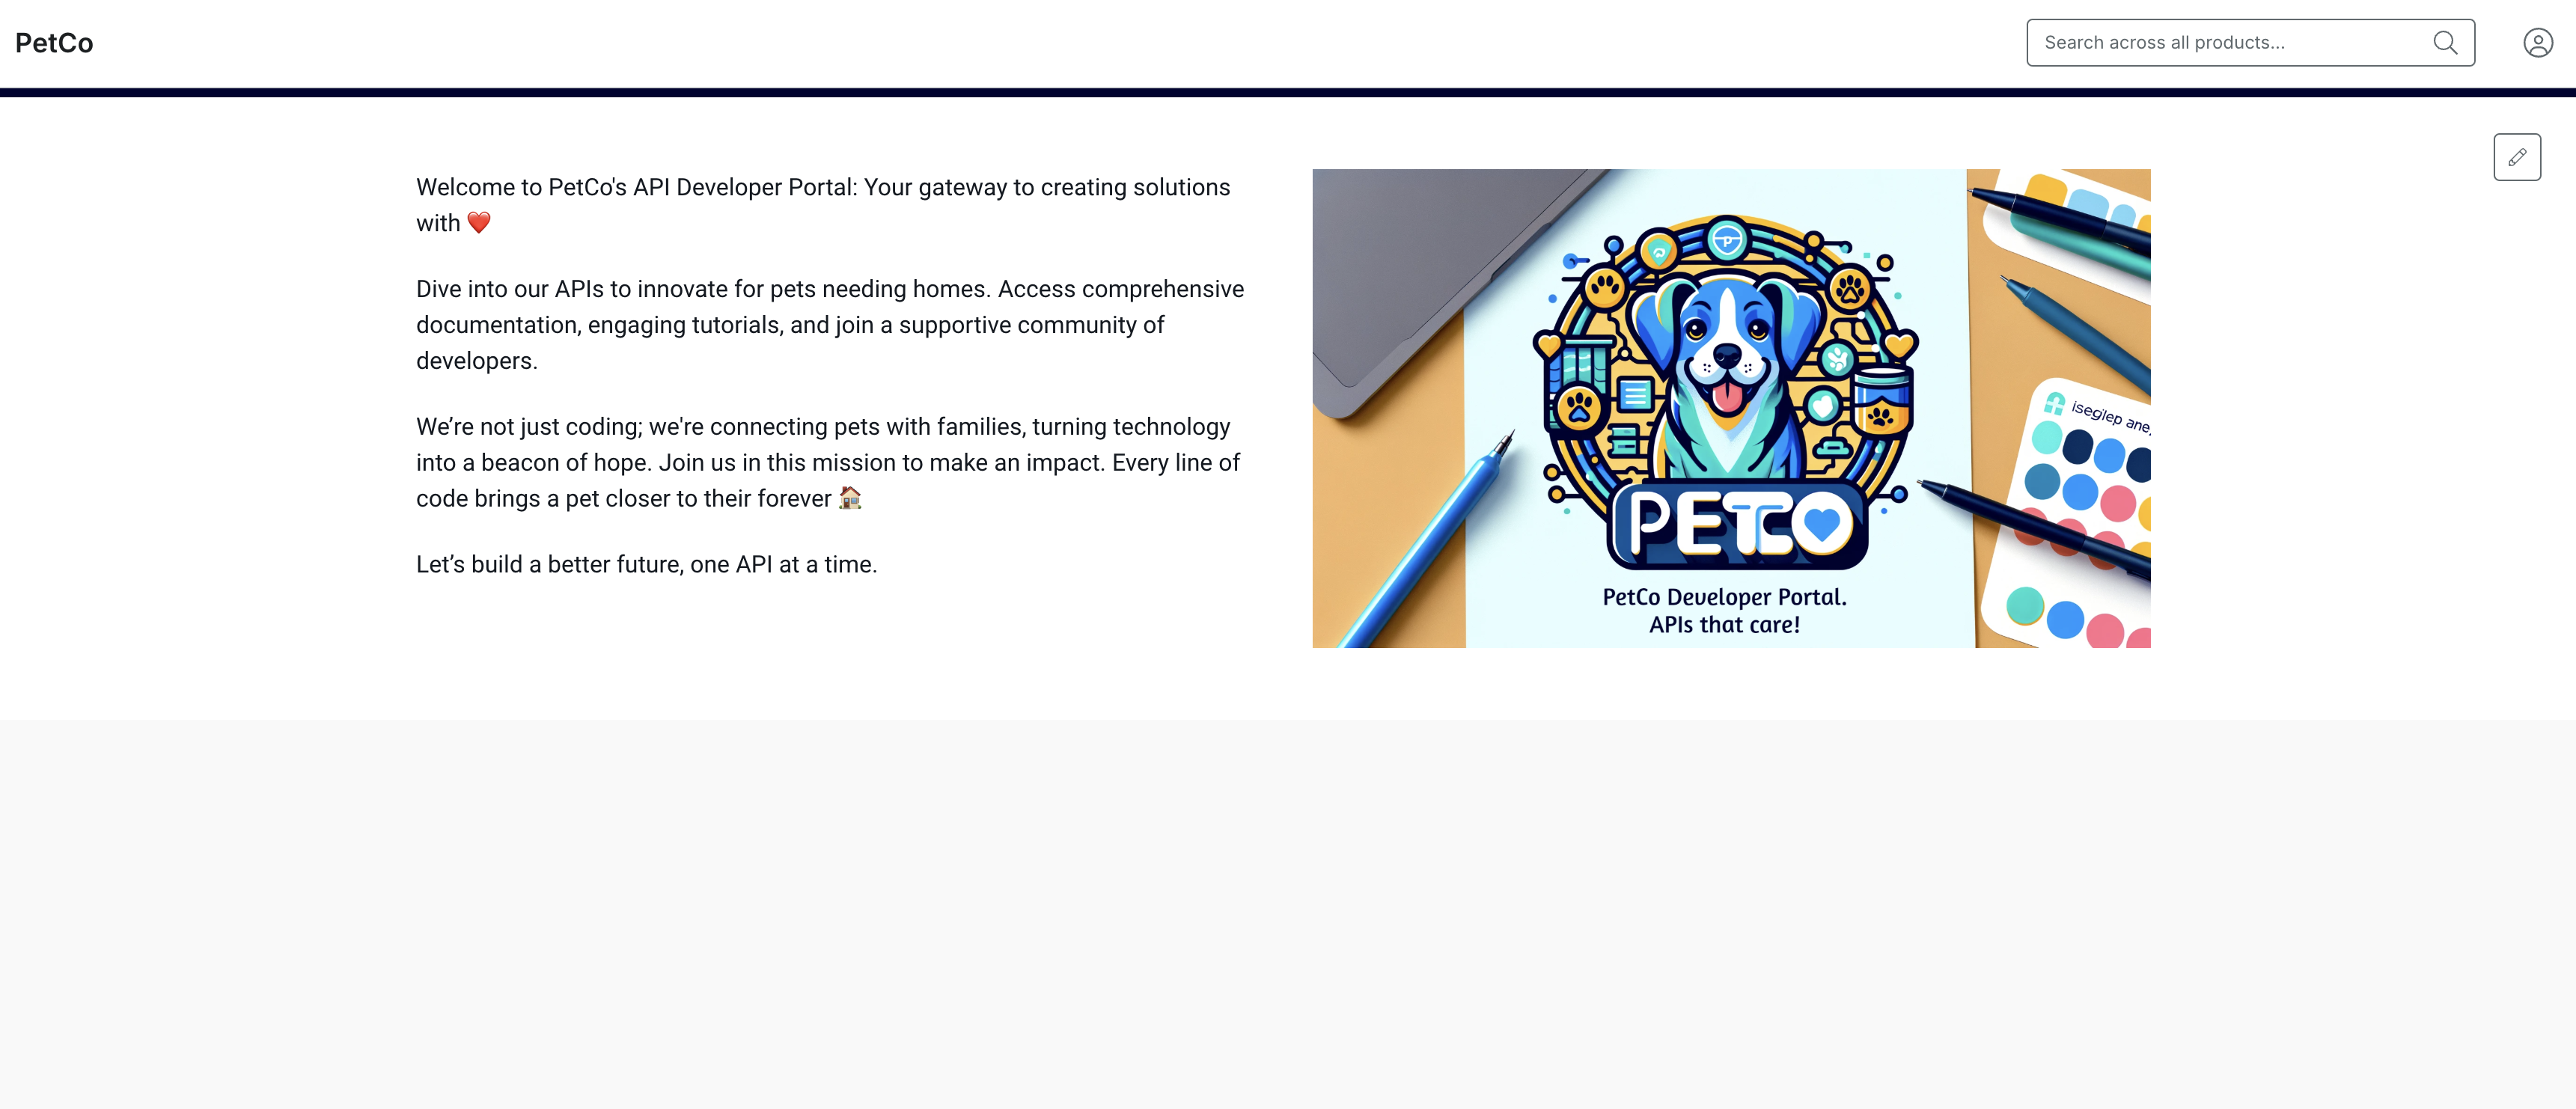 PetCo
Search across all products...
Welcome to PetCo's API Developer Portal: Your gateway to creating solutions
with ❤️
Dive into our APIs to innovate for pets needing homes. Access comprehensive
documentation, engaging tutorials, and join a supportive community of
developers.
We’re not just coding; we're connecting pets with families, turning technology
into a beacon of hope. Join us in this mission to make an impact. Every line of
code brings a pet closer to their forever 🏠
Let’s build a better future, one API at a time.
P
PETCO
PetCo Developer Portal.
APIs that care!